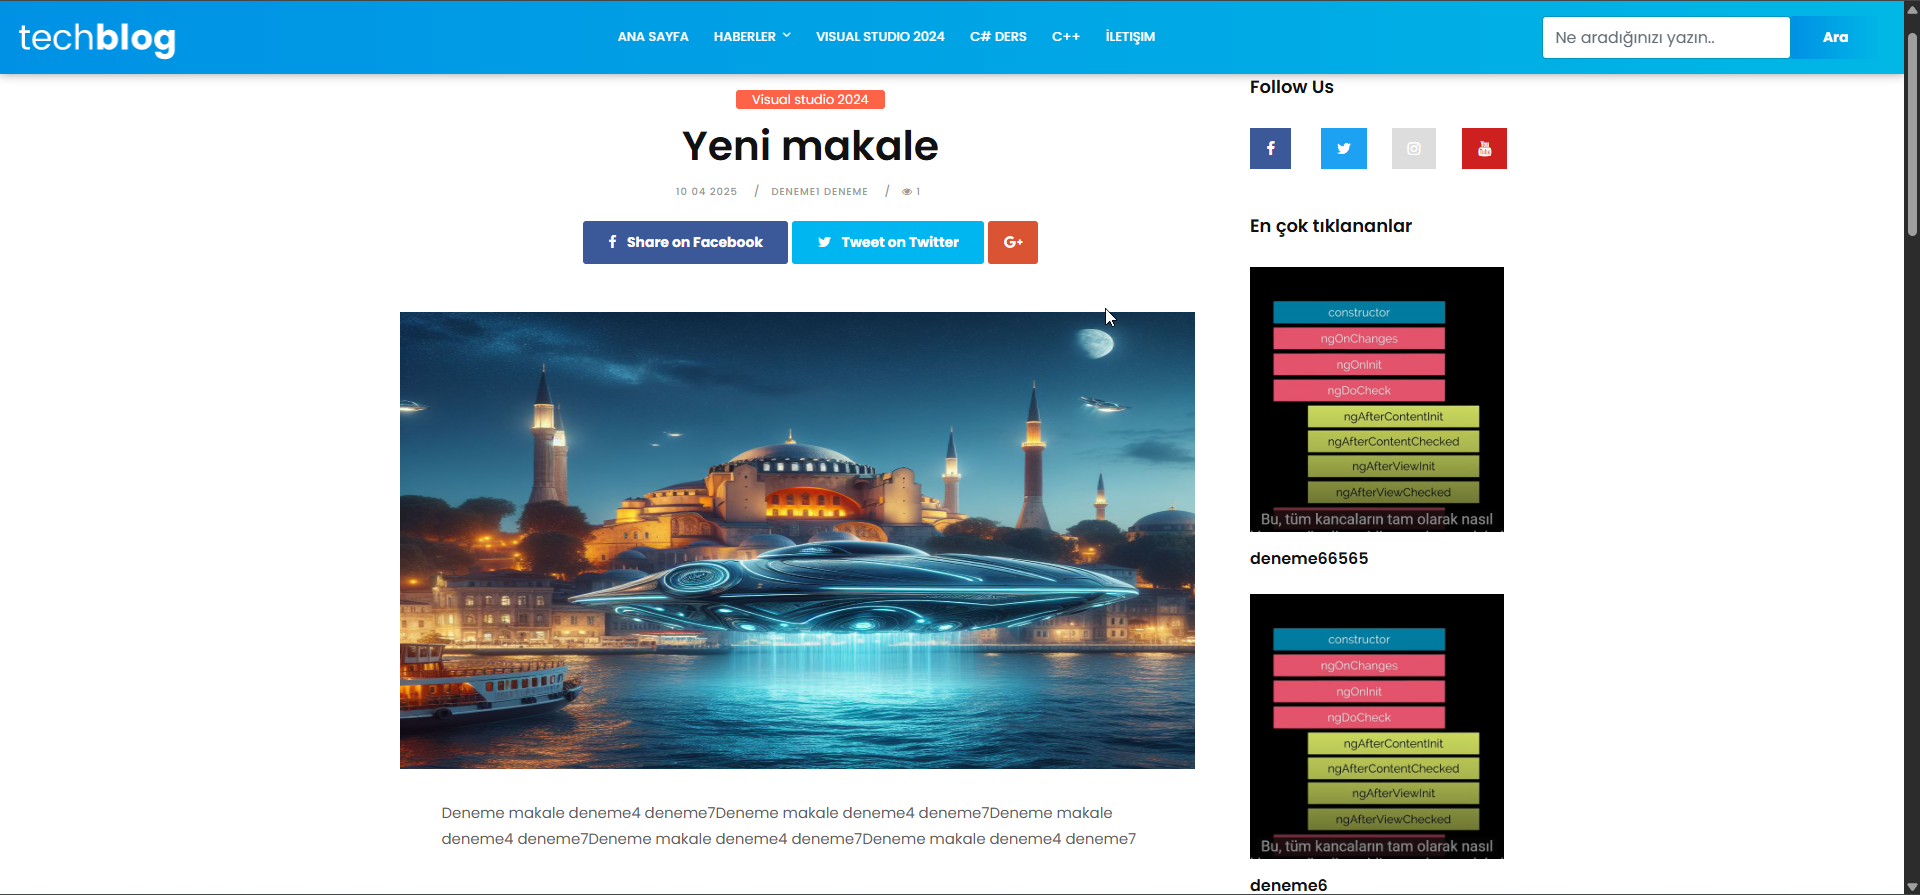 techblog
ANA SAYFA HABERLER VISUAL STUDIO 2024 C# DERS C++ İLETIŞIM
Ne aradığınızı yazın.. Ara
Visual studio 2024
Yeni makale
10 04 2025 / DENEME1 DENEME / 1
Share on Facebook Tweet on Twitter G+
Deneme makale deneme4 deneme7Deneme makale deneme4 deneme7Deneme makale
deneme4 deneme7Deneme makale deneme4 deneme7Deneme makale deneme4 deneme7
Follow Us
You
En çok tıklananlar
constructor
ngOnChanges
ngOnInit
ngDoCheck
ngAfterContentInit
ngAfterContentChecked
ngAfterViewInit
ngAfterViewChecked
Bu, tüm kancaların tam olarak nasıl
deneme66565
constructor
ngOnChanges
ngOnInit
ngDoCheck
ngAfterContentInit
ngAfterContentChecked
ngAfterViewInit
ngAfterViewChecked
Bu, tüm kancaların tam olarak nasıl
deneme6